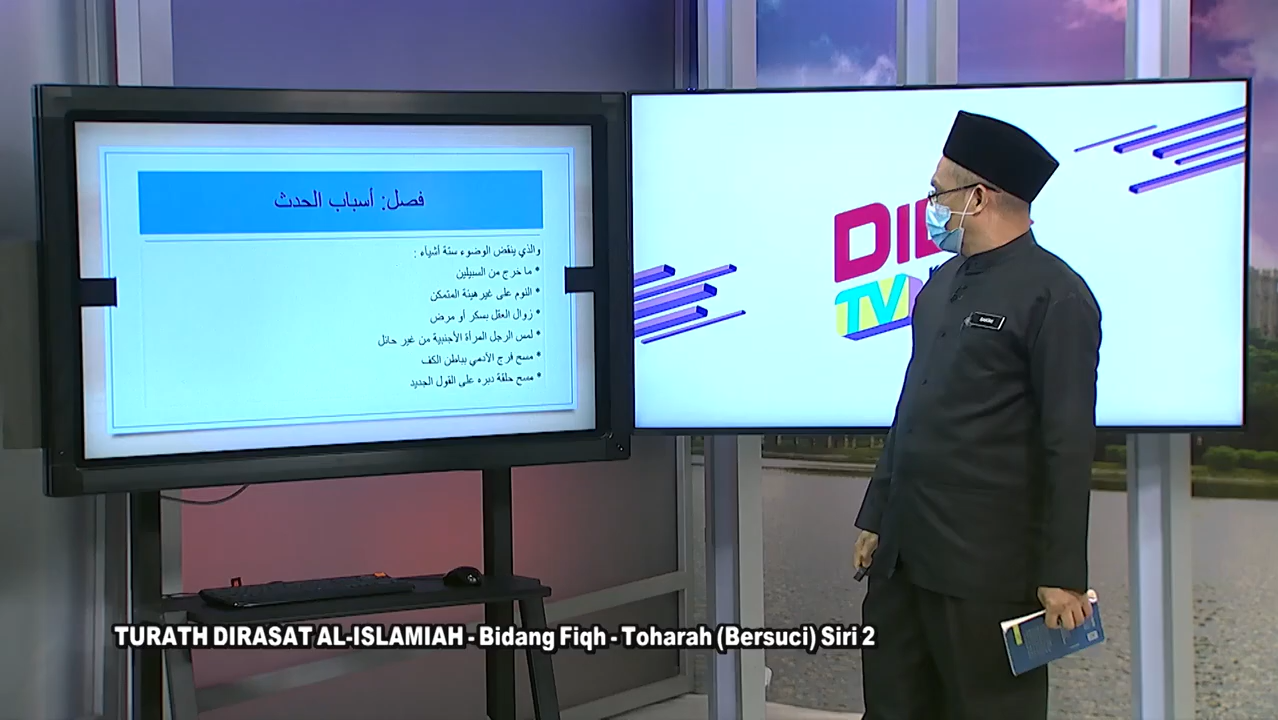 فصل: أسباب الحدث
والذي ينقض الوضوء ستة أشياء :
• ما خرج من السبيلين
• النوم على غير هيئة المتمكن
• زوال العقل بسكر أو مرض
• لمس الرجل المرأة الأجنبية من غير حائل
• مسح فرج الآدمي بباطن الكف
• مسح حلقة دبره على القول الجديد
TV
TURATH DIRASAT AL-ISLAMIAH - Bidang Fiqh - Toharah (Bersuci) Siri 2